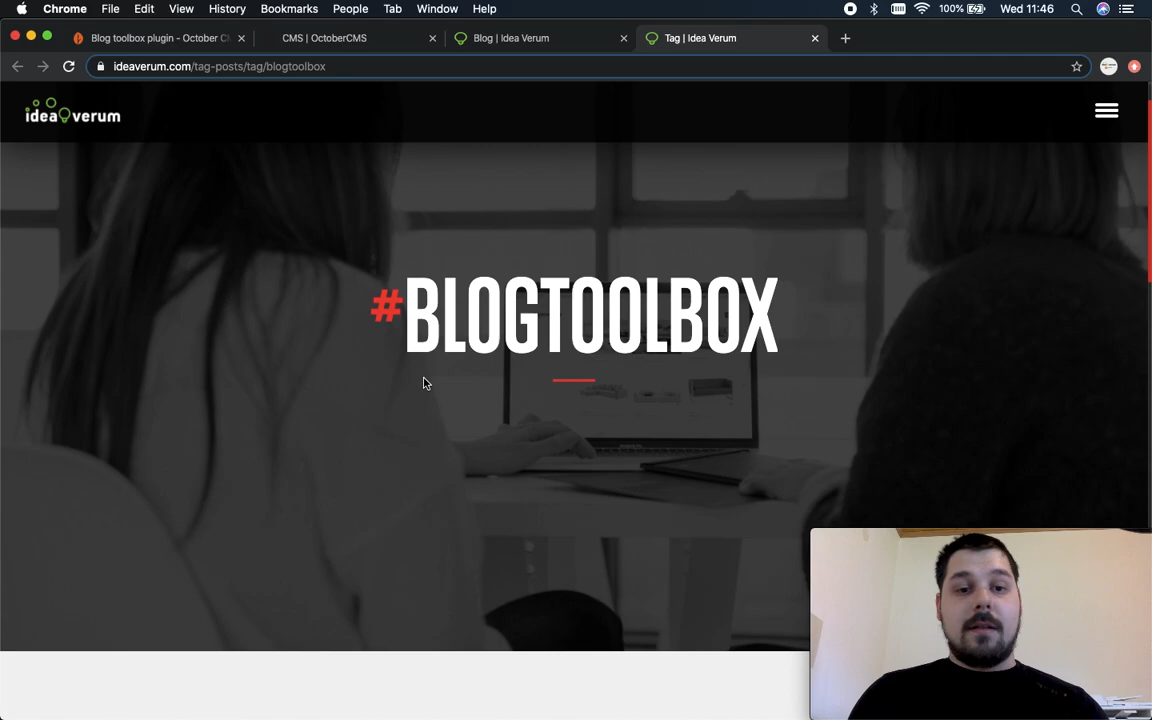 Chrome File Edit View History Bookmarks People Tab Window Help 100% Wed 11:46
Blog toolbox plugin - October C CMS | OctoberCMS Blog | Idea Verum Tag | Idea Verum
ideaverum.com/tag-posts/tag/blogtoolbox
idea verum
#BLOGTOOLBOX